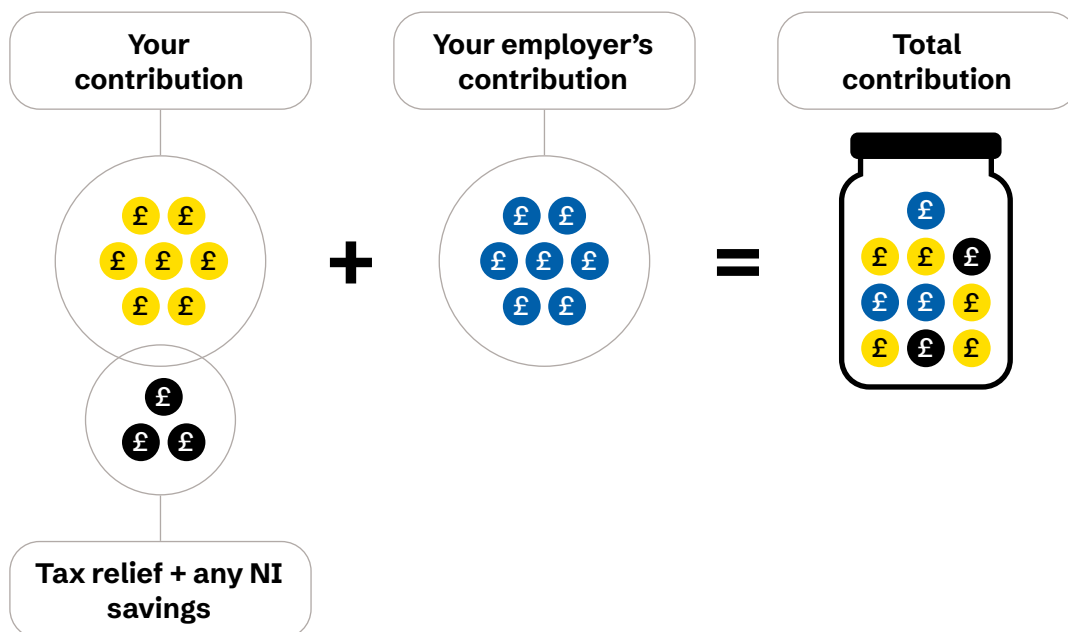 Your
contribution
Your employer’s
contribution
Total
contribution
£ £
£ £ £
£ £
+
£ £
£ £ £
£ £
=
£
£ £ £
£ £ £
£ £ £
£
£ £
Tax relief + any NI
savings